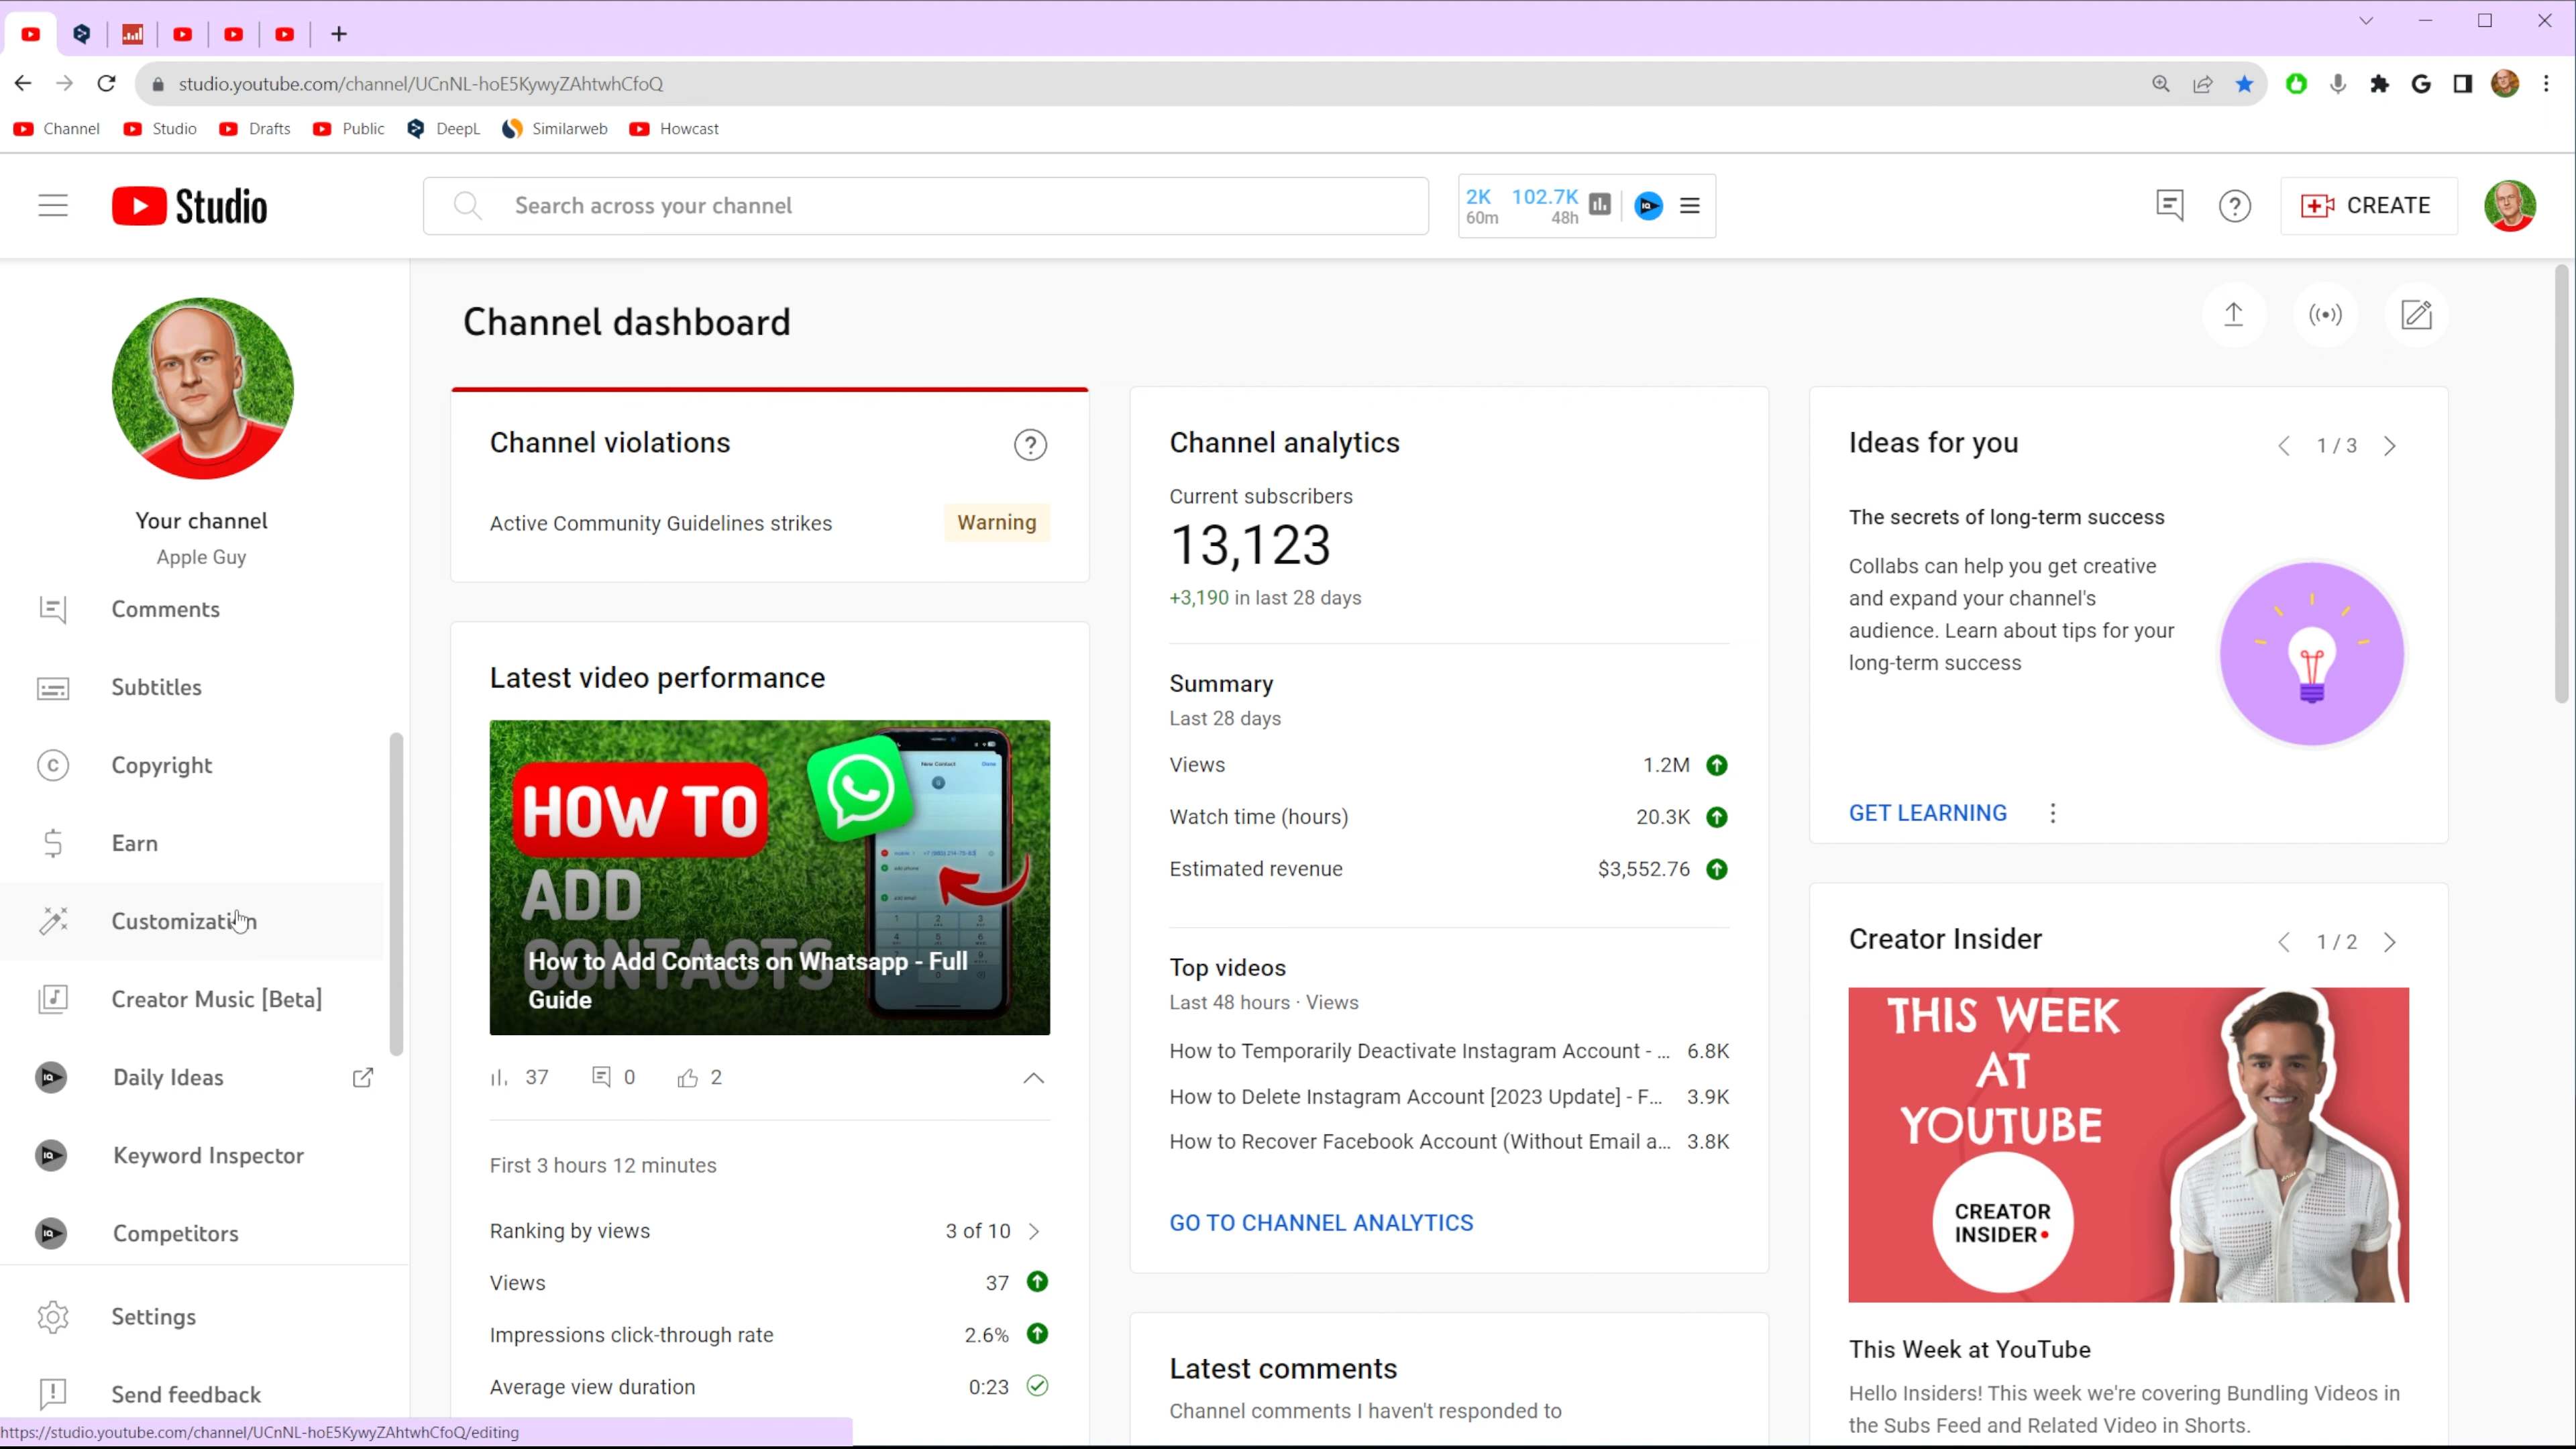 studio.youtube.com/channel/UCnNL-hoE5KywyZAhtwhCfoQ
Channel
Studio
Drafts
Public
DeepL
Similarweb
Howcast
Studio
Search across your channel
2K
60m
102.7K
48h
CREATE
Your channel
Apple Guy
Comments
Subtitles
Copyright
Earn
Customization
Creator Music [Beta]
Daily Ideas
Keyword Inspector
Competitors
Settings
Send feedback
https://studio.youtube.com/channel/UCnNL-hoE5KywyZAhtwhCfoQ/editing
Channel dashboard
Channel violations
Active Community Guidelines strikes
Warning
Latest video performance
HOW TO
ADD
CONTACTS
New Contact
Done
How to Add Contacts on Whatsapp - Full
Guide
37
0
2
First 3 hours 12 minutes
Ranking by views
3 of 10
Views
37
Impressions click-through rate
2.6%
Average view duration
0:23
Channel analytics
Current subscribers
13,123
+3,190 in last 28 days
Summary
Last 28 days
Views
1.2M
Watch time (hours)
20.3K
Estimated revenue
$3,552.76
Top videos
Last 48 hours · Views
How to Temporarily Deactivate Instagram Account - ...
6.8K
How to Delete Instagram Account [2023 Update] - F...
3.9K
How to Recover Facebook Account (Without Email a...
3.8K
GO TO CHANNEL ANALYTICS
Latest comments
Channel comments I haven't responded to
Ideas for you
1 / 3
The secrets of long-term success
Collabs can help you get creative
and expand your channel's
audience. Learn about tips for your
long-term success
GET LEARNING
Creator Insider
1 / 2
THIS WEEK
AT
YOUTUBE
CREATOR
INSIDER
This Week at YouTube
Hello Insiders! This week we're covering Bundling Videos in
the Subs Feed and Related Video in Shorts.